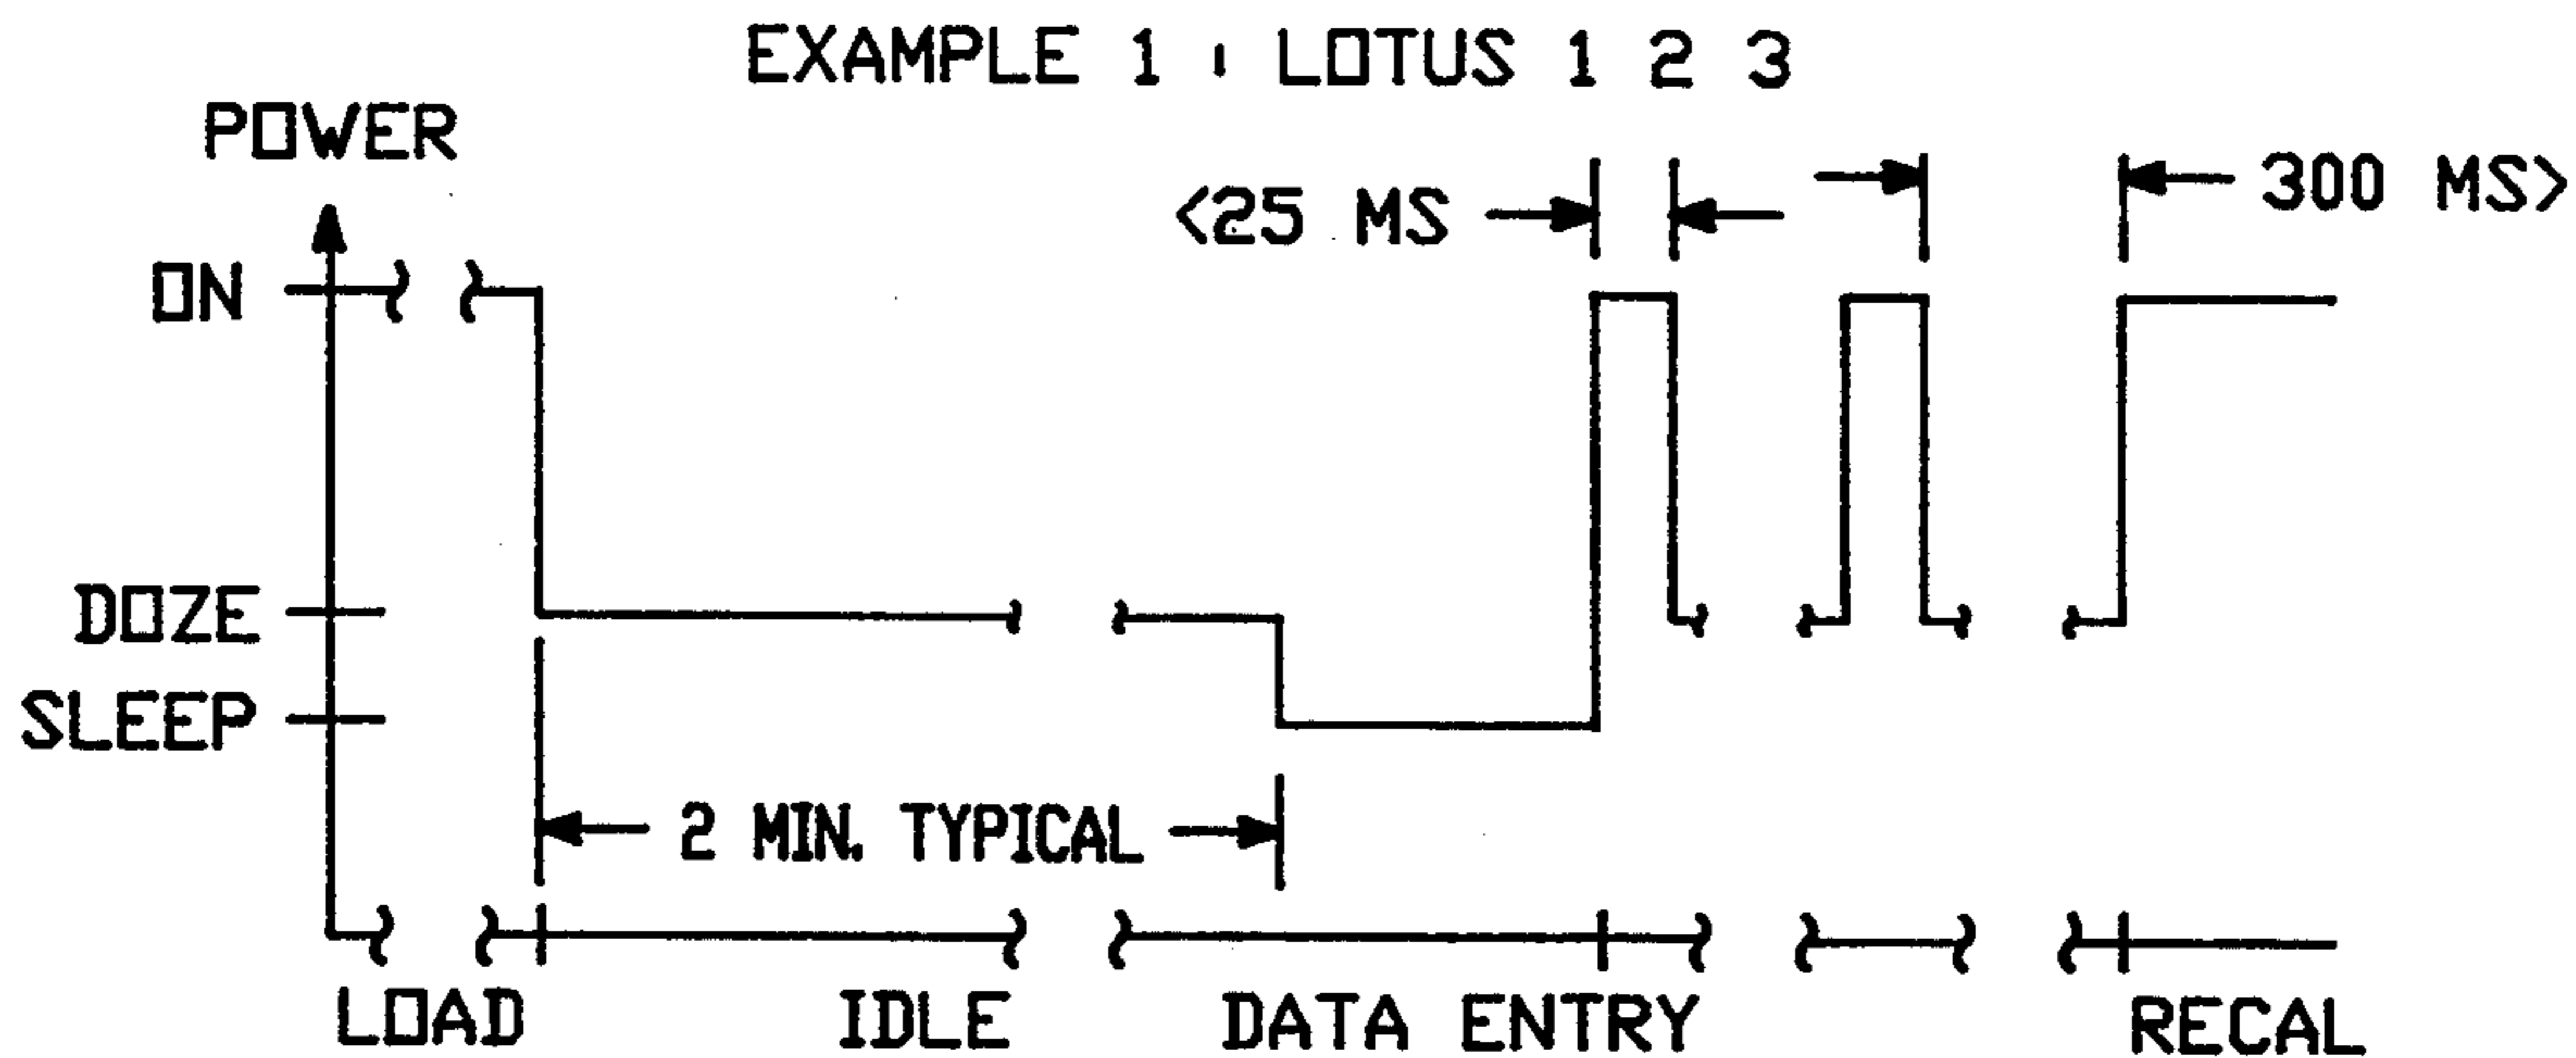 EXAMPLE 1 : LOTUS 1 2 3
POWER
<25 MS
300 MS>
ON
DOZE
SLEEP
2 MIN. TYPICAL
LOAD
IDLE
DATA ENTRY
RECAL